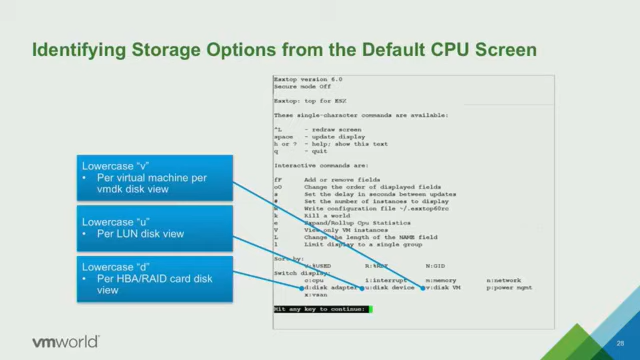 Identifying Storage Options from the Default CPU Screen
Esxtop version 6.0
Secure mode Off
Esxtop: top for ESX
These single-character commands are available:
^L - redraw screen
space - update display
h or ? - help; show this text
q - quit
Interactive commands are:
fF Add or remove fields
oO Change the order of displayed fields
s Set the delay in seconds between updates
# Set the number of instances to display
W Write configuration file ~/.esxtop60rc
k Kill a world
e Expand/Rollup Cpu Statistics
V View only VM instances
L Change the length of the NAME field
l Limit display to a single group
Sort by:
U:%USED R:%RDY N:GID
Switch display:
c:cpu i:interrupt m:memory n:network
d:disk adapter u:disk device v:disk VM p:power mgmt
x:vsan
Hit any key to continue:
Lowercase “v”
• Per virtual machine per
vmdk disk view
Lowercase “u”
• Per LUN disk view
Lowercase “d”
• Per HBA/RAID card disk
view
vmworld
28